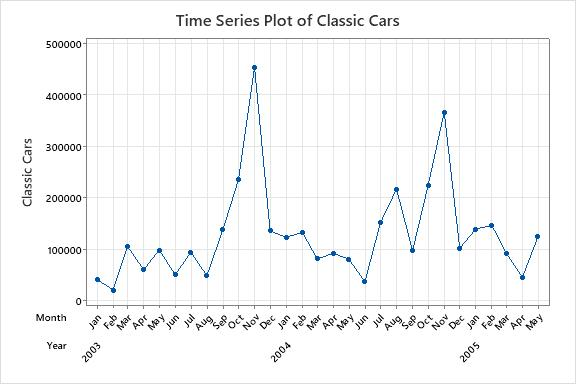 Time Series Plot of Classic Cars
500000
400000
300000
200000
100000
0
Classic Cars
Month Jan Feb Mar Apr May Jun Jul Aug Sep Oct Nov Dec Jan Feb Mar Apr May Jun Jul Aug Sep Oct Nov Dec Jan Feb Mar Apr May
Year 2003 2004 2005